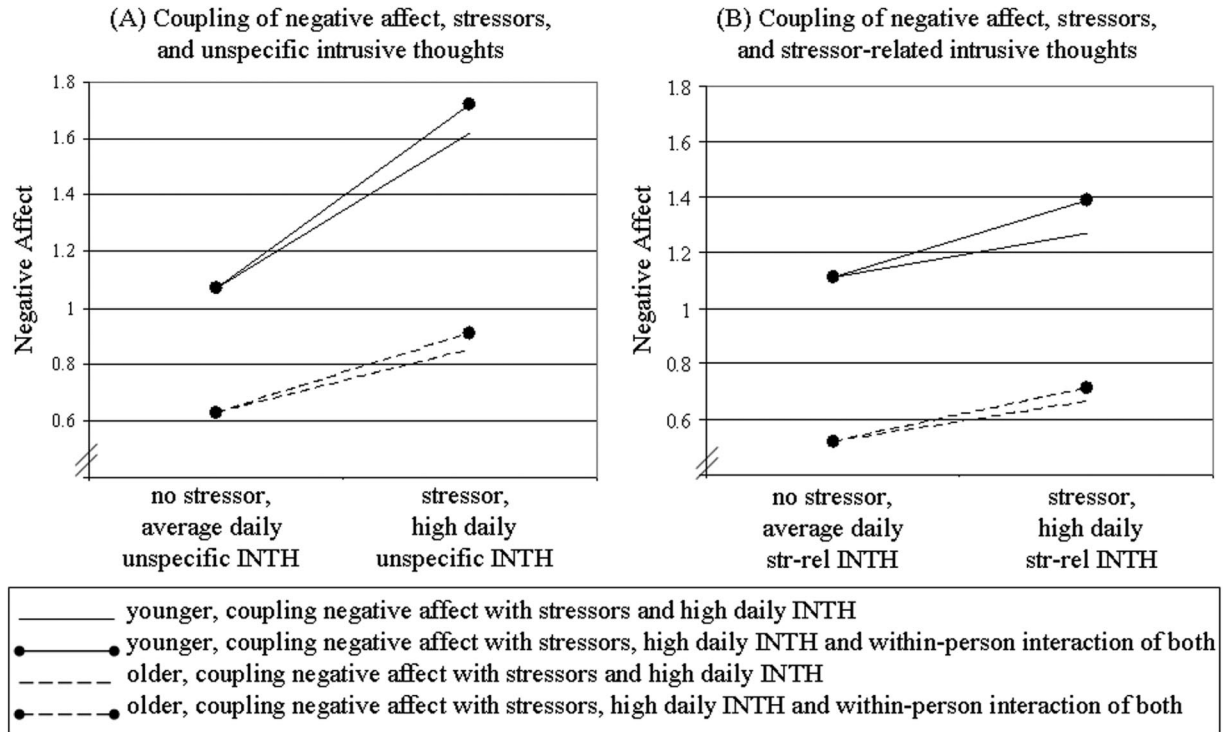 (A) Coupling of negative affect, stressors,
and unspecific intrusive thoughts
Negative Affect
1.8
1.6
1.4
1.2
1
0.8
0.6
no stressor,
average daily
unspecific INTH
stressor,
high daily
unspecific INTH
(B) Coupling of negative affect, stressors,
and stressor-related intrusive thoughts
Negative Affect
1.8
1.6
1.4
1.2
1
0.8
0.6
no stressor,
average daily
str-rel INTH
stressor,
high daily
str-rel INTH
younger, coupling negative affect with stressors and high daily INTH
younger, coupling negative affect with stressors, high daily INTH and within-person interaction of both
older, coupling negative affect with stressors and high daily INTH
older, coupling negative affect with stressors, high daily INTH and within-person interaction of both